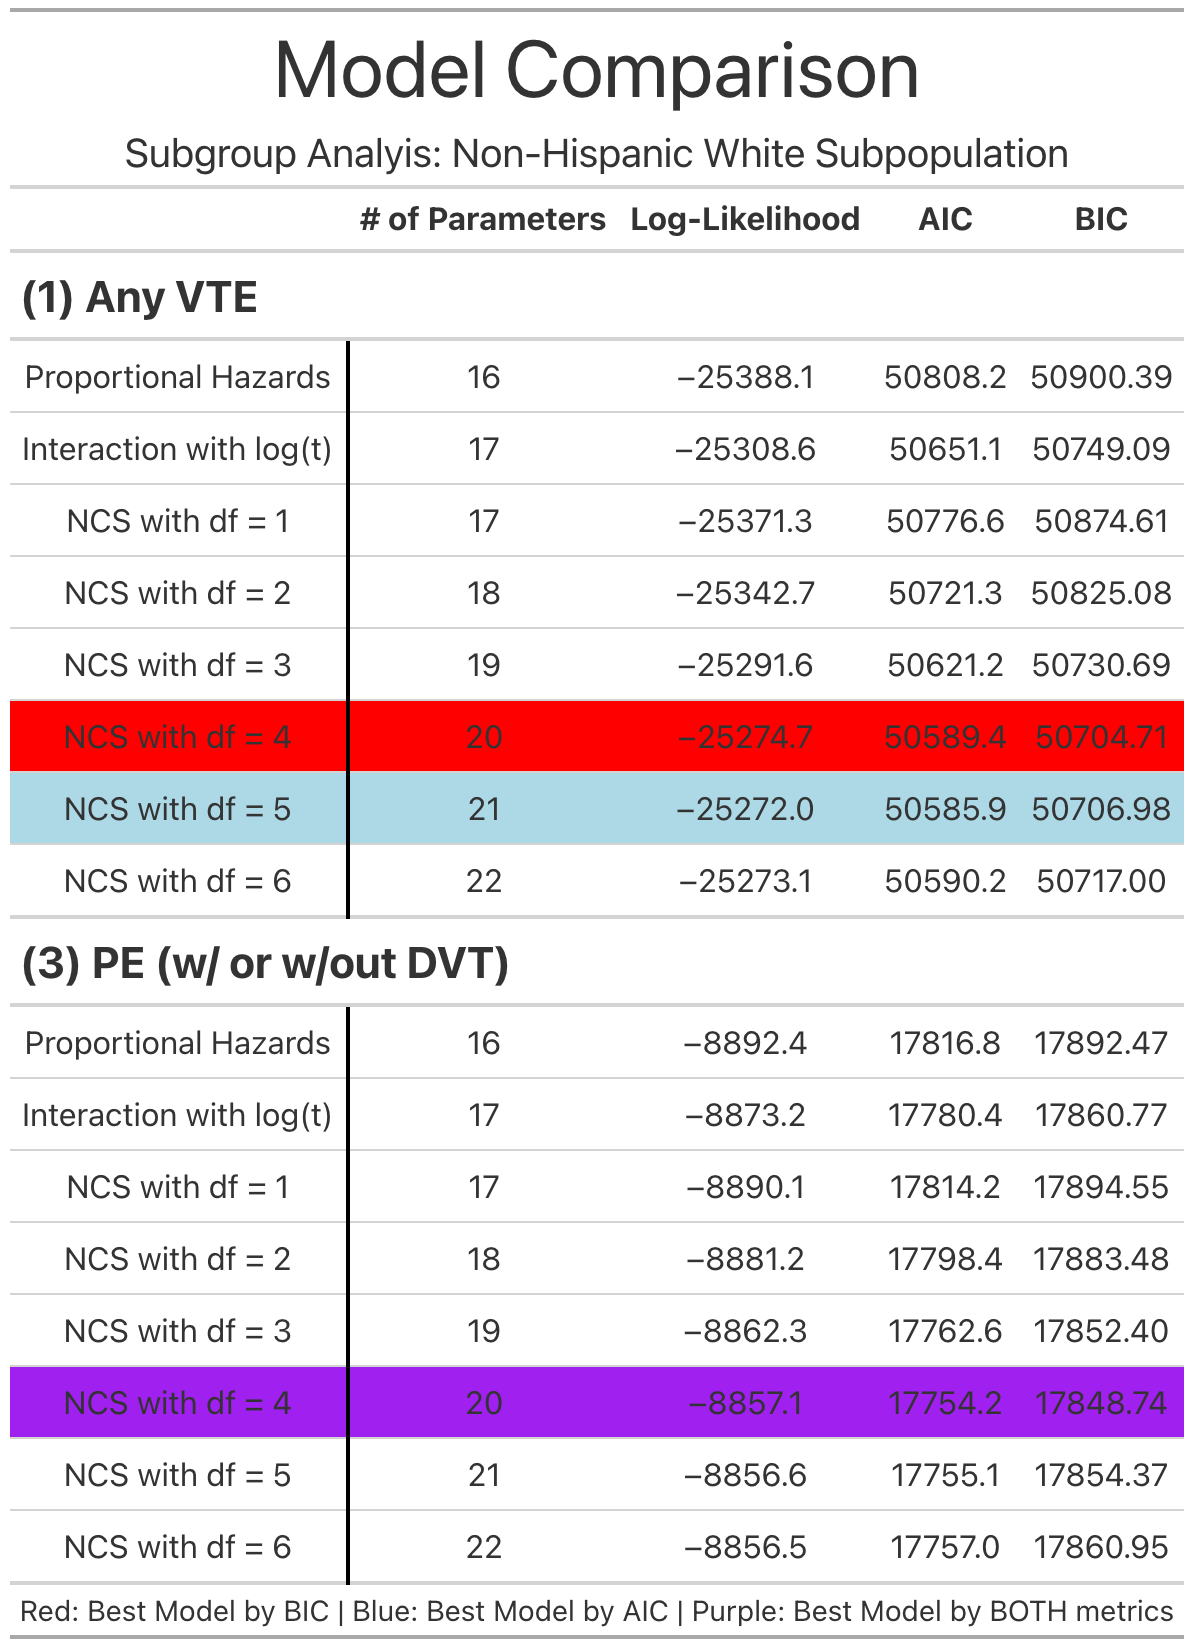 Model Comparison
Subgroup Analyis: Non-Hispanic White Subpopulation
# of Parameters Log-Likelihood AIC BIC
(1) Any VTE
Proportional Hazards 16 −25388.1 50808.2 50900.39
Interaction with log(t) 17 −25308.6 50651.1 50749.09
NCS with df = 1 17 −25371.3 50776.6 50874.61
NCS with df = 2 18 −25342.7 50721.3 50825.08
NCS with df = 3 19 −25291.6 50621.2 50730.69
NCS with df = 4 20 −25274.7 50589.4 50704.71
NCS with df = 5 21 −25272.0 50585.9 50706.98
NCS with df = 6 22 −25273.1 50590.2 50717.00
(3) PE (w/ or w/out DVT)
Proportional Hazards 16 −8892.4 17816.8 17892.47
Interaction with log(t) 17 −8873.2 17780.4 17860.77
NCS with df = 1 17 −8890.1 17814.2 17894.55
NCS with df = 2 18 −8881.2 17798.4 17883.48
NCS with df = 3 19 −8862.3 17762.6 17852.40
NCS with df = 4 20 −8857.1 17754.2 17848.74
NCS with df = 5 21 −8856.6 17755.1 17854.37
NCS with df = 6 22 −8856.5 17757.0 17860.95
Red: Best Model by BIC | Blue: Best Model by AIC | Purple: Best Model by BOTH metrics